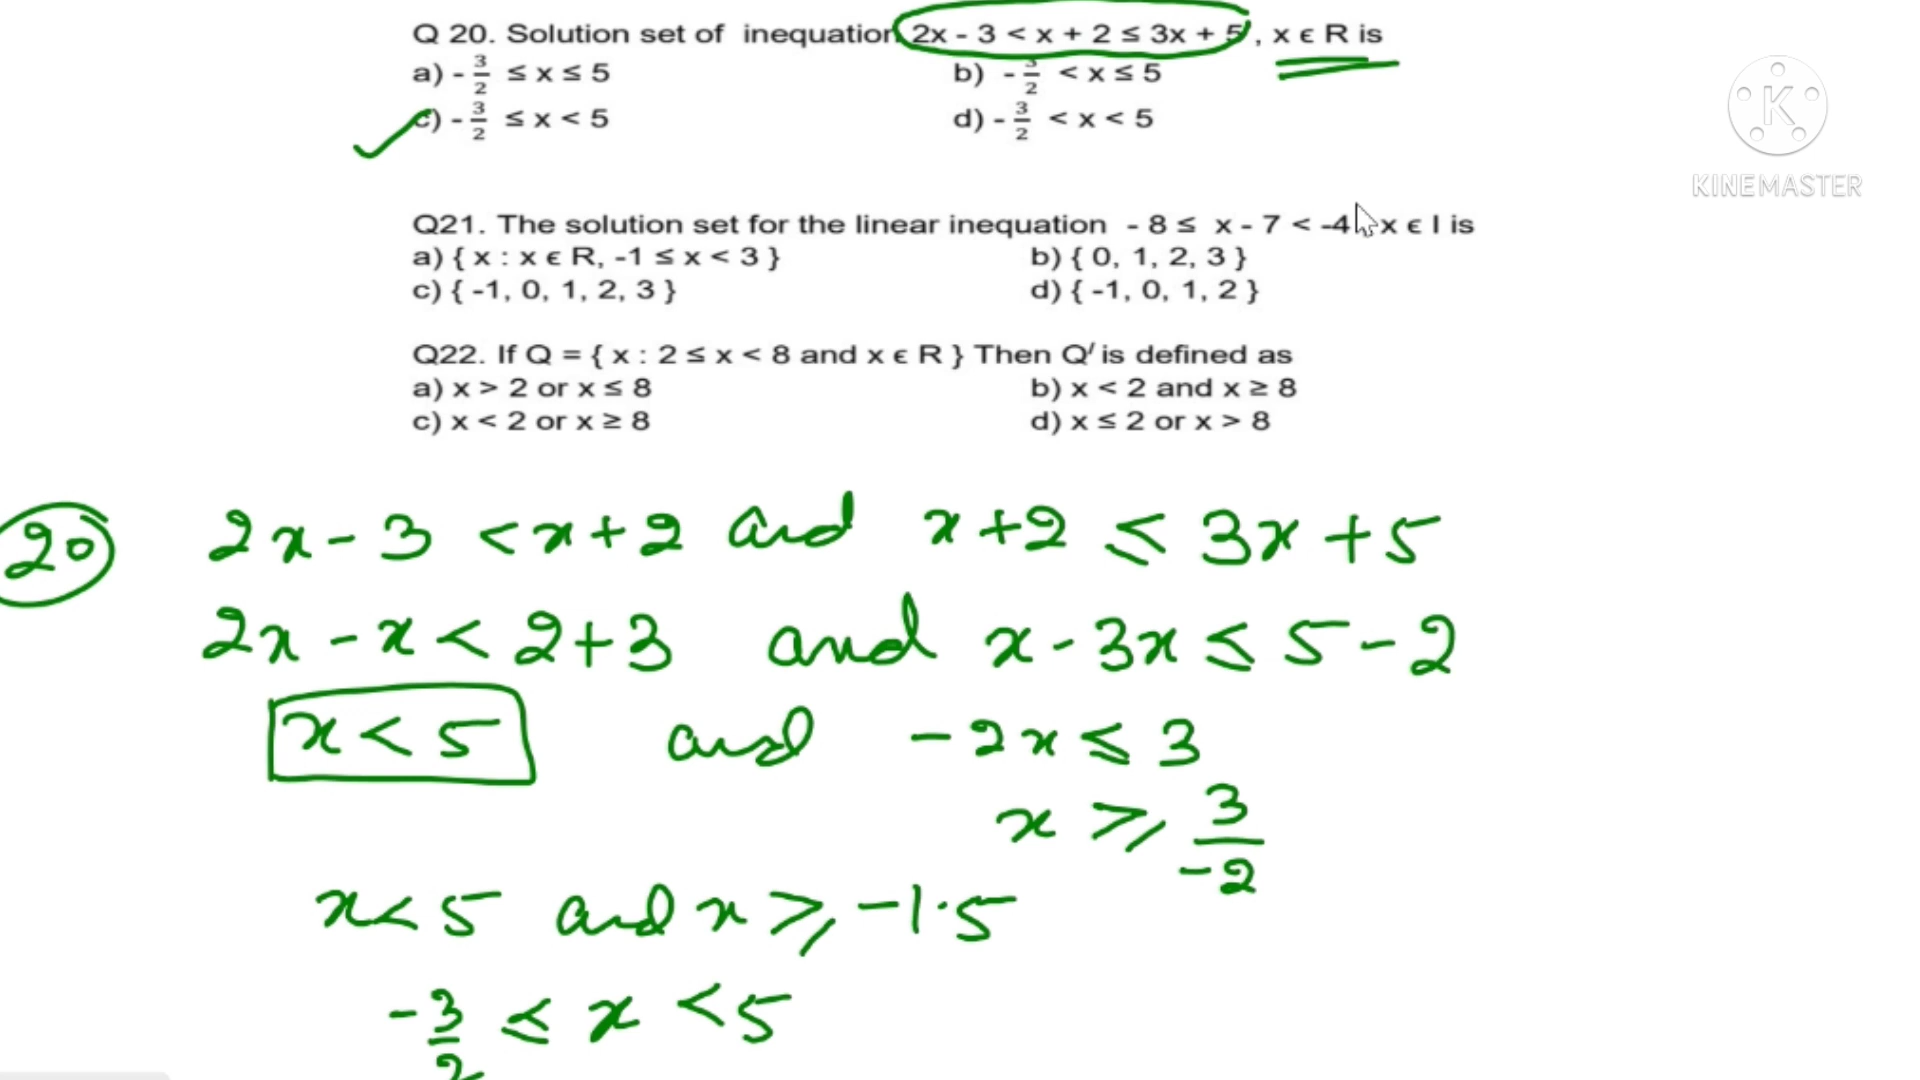 Q 20. Solution set of inequation 2x - 3 < x + 2 ≤ 3x + 5 , x ϵ R is
a) - 3/2 ≤ x ≤ 5 b) - 3/2 < x ≤ 5
c) - 3/2 ≤ x < 5 d) - 3/2 < x < 5
K
KINEMASTER
Q21. The solution set for the linear inequation - 8 ≤ x - 7 < -4 x ϵ I is
a) { x : x ϵ R, -1 ≤ x < 3 } b) { 0, 1, 2, 3 }
c) { -1, 0, 1, 2, 3 } d) { -1, 0, 1, 2 }
Q22. If Q = { x : 2 ≤ x < 8 and x ϵ R } Then Q′ is defined as
a) x > 2 or x ≤ 8 b) x < 2 and x ≥ 8
c) x < 2 or x ≥ 8 d) x ≤ 2 or x > 8
20 2x - 3 < x + 2 and x + 2 ≤ 3x + 5
2x - x < 2 + 3 and x - 3x ≤ 5 - 2
x < 5 and - 2x ≤ 3
x ≥ 3/-2
x < 5 and x ≥ -1.5
-3/2 ≤ x < 5